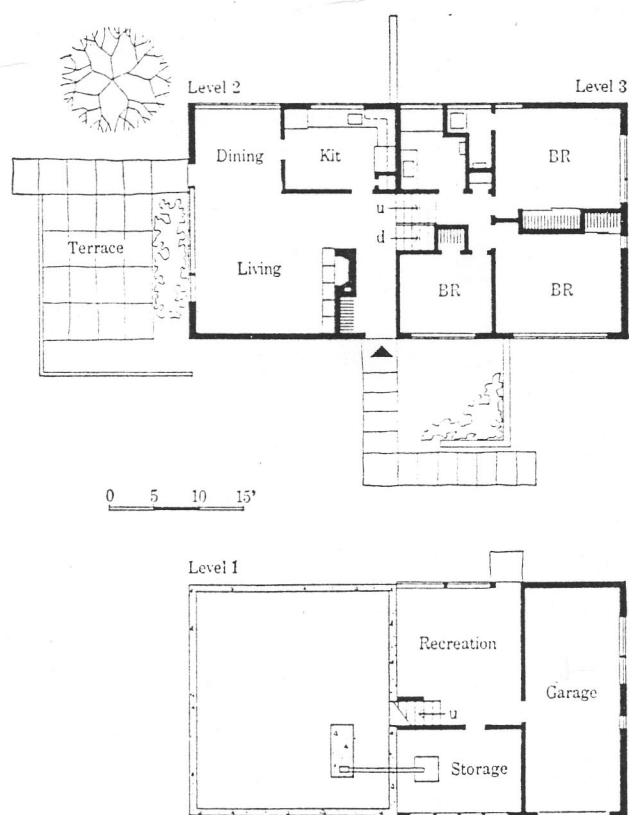 Level 2
Level 3
Dining
Kit
BR
u
Terrace
d
Living
BR
BR
0 5 10 15'
Level 1
Recreation
Garage
u
Storage